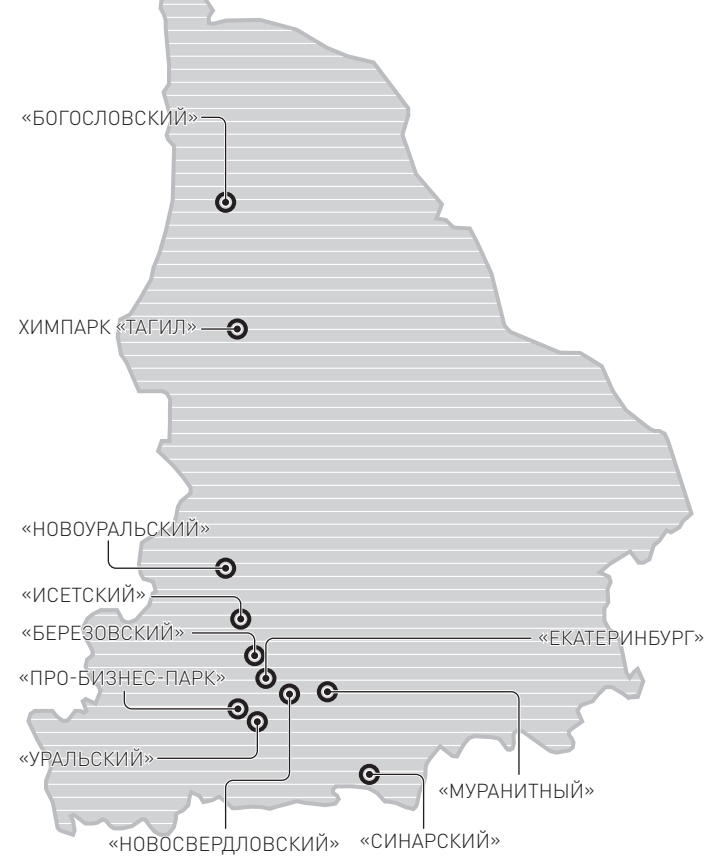 «БОГОСЛОВСКИЙ»
ХИМПАРК «ТАГИЛ»
«НОВОУРАЛЬСКИЙ»
«ИСЕТСКИЙ»
«БЕРЕЗОВСКИЙ»
«ЕКАТЕРИНБУРГ»
«ПРО-БИЗНЕС-ПАРК»
«УРАЛЬСКИЙ»
«МУРАНИТНЫЙ»
«НОВОСВЕРДЛОВСКИЙ»
«СИНАРСКИЙ»